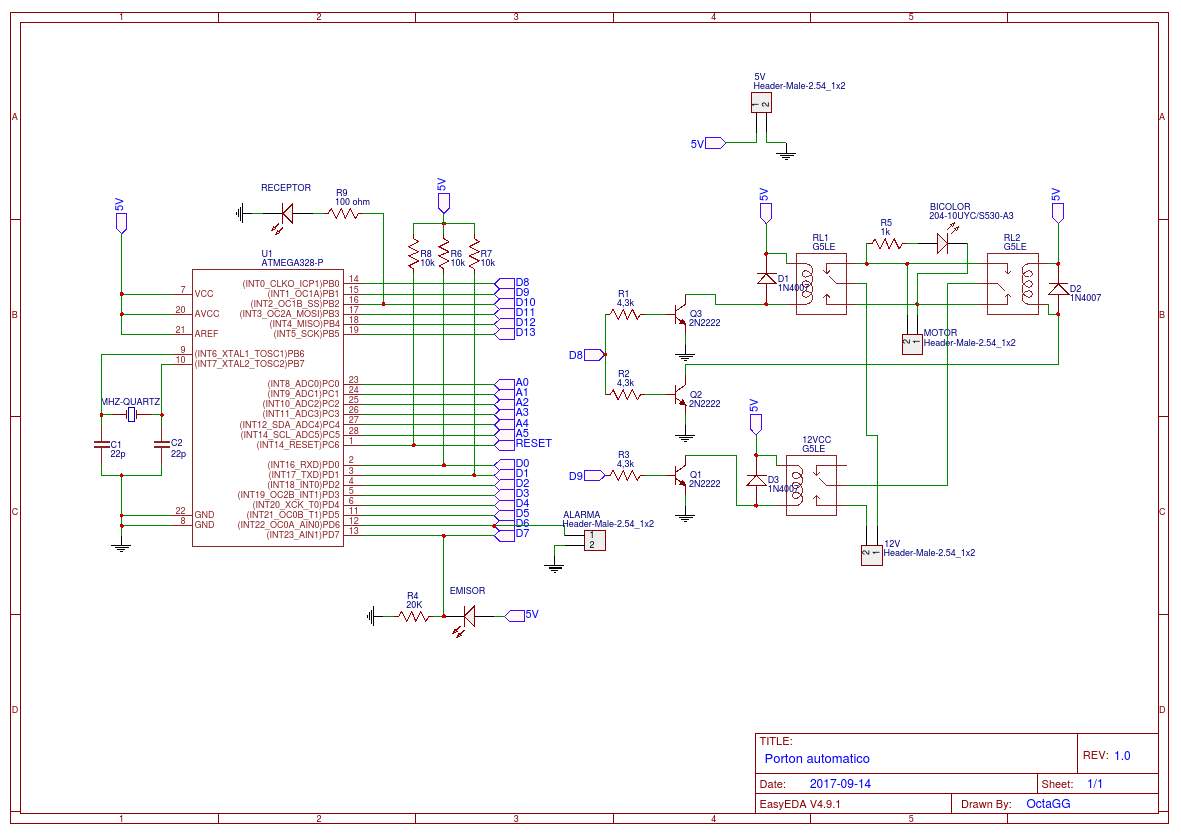 1 2 3 4 5
A A
5V
Header-Male-2.54_1x2
1 2
5V
5V
RECEPTOR
R9
100 ohm
5V
5V
BICOLOR
204-10UYC/S530-A3
5V
R5
1k
RL1
G5LE
RL2
G5LE
R8
10k
R6
10k
R7
10k
U1
ATMEGA328-P
D1
1N4007
D2
1N4007
7 VCC
20 AVCC
21 AREF
9 (INT6_XTAL1_TOSC1)PB6
10 (INT7_XTAL2_TOSC2)PB7
22 GND
8 GND
(INT0_CLKO_ICP1)PB0 14 D8
(INT1_OC1A)PB1 15 D9
(INT2_OC1B_SS)PB2 16 D10
(INT3_OC2A_MOSI)PB3 17 D11
(INT4_MISO)PB4 18 D12
(INT5_SCK)PB5 19 D13
(INT8_ADC0)PC0 23 A0
(INT9_ADC1)PC1 24 A1
(INT10_ADC2)PC2 25 A2
(INT11_ADC3)PC3 26 A3
(INT12_SDA_ADC4)PC4 27 A4
(INT14_SCL_ADC5)PC5 28 A5
(INT14_RESET)PC6 1 RESET
(INT16_RXD)PD0 2 D0
(INT17_TXD)PD1 3 D1
(INT18_INT0)PD2 4 D2
(INT19_OC2B_INT1)PD3 5 D3
(INT20_XCK_T0)PD4 6 D4
(INT21_OC0B_T1)PD5 11 D5
(INT22_OC0A_AIN0)PD6 12 D6
(INT23_AIN1)PD7 13 D7
B B
MHZ-QUARTZ
C1
22p
C2
22p
R1
4,3k
Q3
2N2222
D8
R2
4,3k
Q2
2N2222
MOTOR
Header-Male-2.54_1x2
2 1
5V
12VCC
G5LE
R3
4,3k
D9
Q1
2N2222
D3
1N4007
C C
ALARMA
Header-Male-2.54_1x2
1
2
12V
Header-Male-2.54_1x2
2 1
R4
20K
EMISOR
5V
D D
TITLE:
Porton automatico
REV: 1.0
Date: 2017-09-14
Sheet: 1/1
EasyEDA V4.9.1
Drawn By: OctaGG
1 2 3 4 5